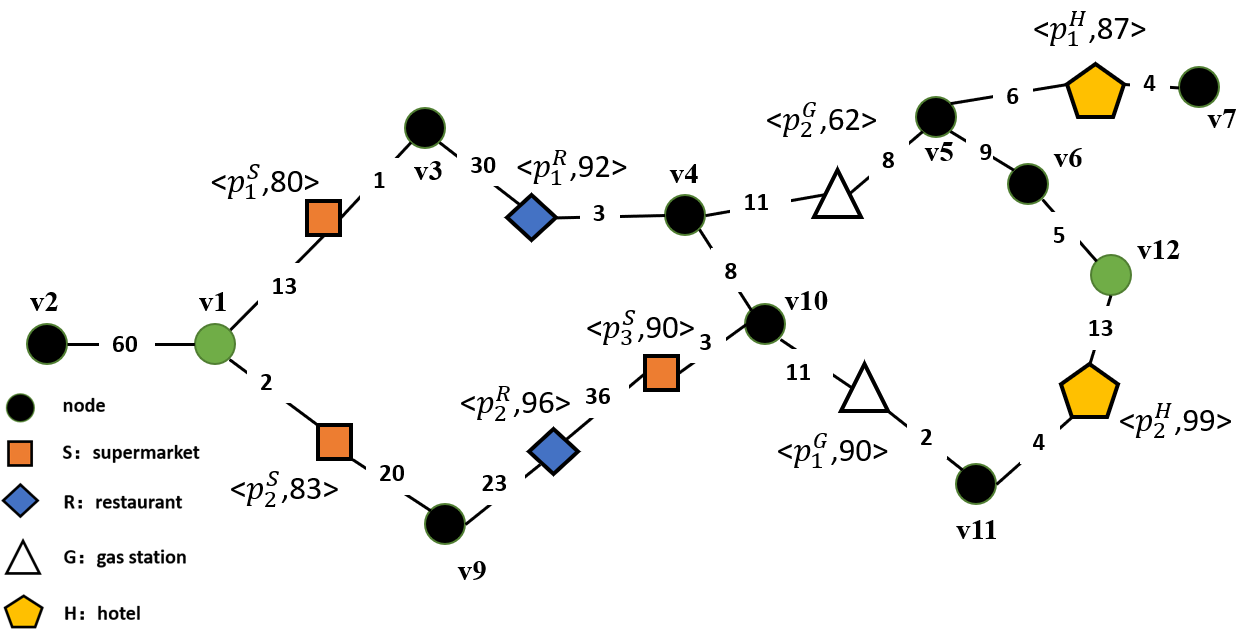 <p₁ᴴ,87>
6
4
v7
<p₂ᴳ,62>
v5
8
9
v6
v3
30
<p₁ᴿ,92>
<p₁ˢ,80>
1
v4
3
11
5
v12
13
8
v10
v2
v1
60
<p₃ˢ,90>
3
13
2
11
36
<p₂ᴿ,96>
node
<p₂ᴴ,99>
S: supermarket
<p₁ᴳ,90>
2
4
20
23
<p₂ˢ,83>
R: restaurant
v11
G: gas station
v9
H: hotel